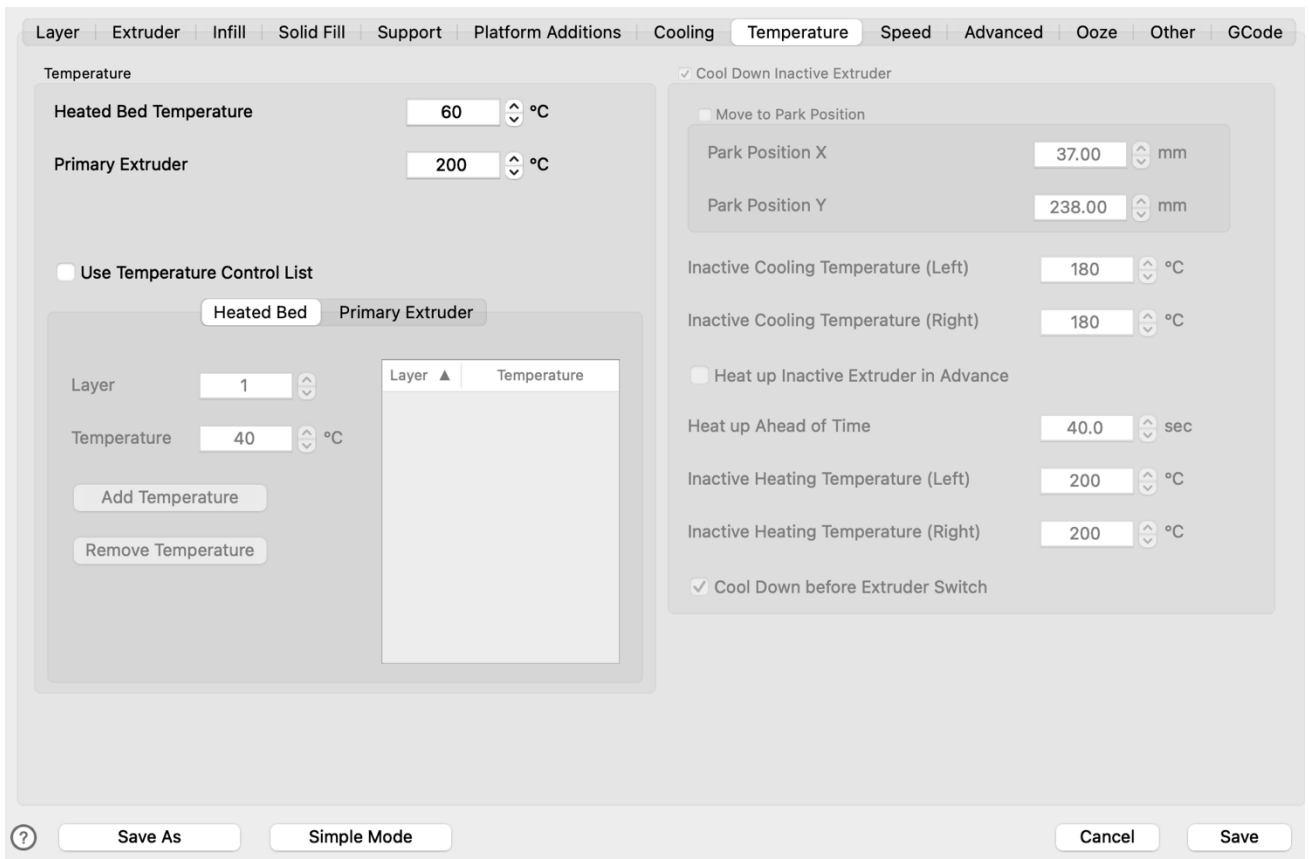 Layer Extruder Infill Solid Fill Support Platform Additions Cooling Temperature Speed Advanced Ooze Other GCode
Temperature
Heated Bed Temperature 60 °C
Primary Extruder 200 °C
Use Temperature Control List
Heated Bed Primary Extruder
Layer 1
Temperature 40 °C
Add Temperature
Remove Temperature
Layer ▲ Temperature
Cool Down Inactive Extruder
Move to Park Position
Park Position X 37.00 mm
Park Position Y 238.00 mm
Inactive Cooling Temperature (Left) 180 °C
Inactive Cooling Temperature (Right) 180 °C
Heat up Inactive Extruder in Advance
Heat up Ahead of Time 40.0 sec
Inactive Heating Temperature (Left) 200 °C
Inactive Heating Temperature (Right) 200 °C
Cool Down before Extruder Switch
? Save As Simple Mode Cancel Save